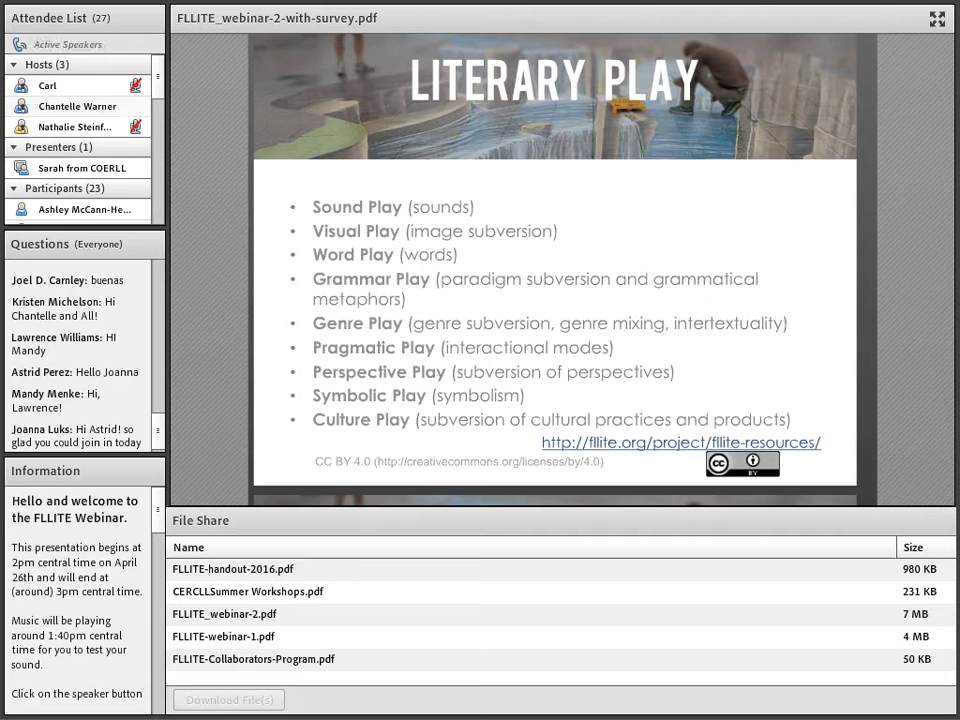 Attendee List (27)
Active Speakers
Hosts (3)
Carl
Chantelle Warner
Nathalie Steinf...
Presenters (1)
Sarah from COERLL
Participants (23)
Ashley McCann-He...
Questions (Everyone)
Joel D. Carnley: buenas
Kristen Michelson: Hi
Chantelle and All!
Lawrence Williams: HI
Mandy
Astrid Perez: Hello Joanna
Mandy Menke: Hi,
Lawrence!
Joanna Luks: Hi Astrid! so
glad you could join in today
Information
Hello and welcome to
the FLLITE Webinar.
This presentation begins at
2pm central time on April
26th and will end at
(around) 3pm central time.
Music will be playing
around 1:40pm central
time for you to test your
sound.
Click on the speaker button
FLLITE_webinar-2-with-survey.pdf
LITERARY PLAY
• Sound Play (sounds)
• Visual Play (image subversion)
• Word Play (words)
• Grammar Play (paradigm subversion and grammatical
metaphors)
• Genre Play (genre subversion, genre mixing, intertextuality)
• Pragmatic Play (interactional modes)
• Perspective Play (subversion of perspectives)
• Symbolic Play (symbolism)
• Culture Play (subversion of cultural practices and products)
http://fllite.org/project/fllite-resources/
CC BY 4.0 (http://creativecommons.org/licenses/by/4.0)
cc
BY
File Share
Name Size
FLLITE-handout-2016.pdf 980 KB
CERCLLSummer Workshops.pdf 231 KB
FLLITE_webinar-2.pdf 7 MB
FLLITE-webinar-1.pdf 4 MB
FLLITE-Collaborators-Program.pdf 50 KB
Download File(s)